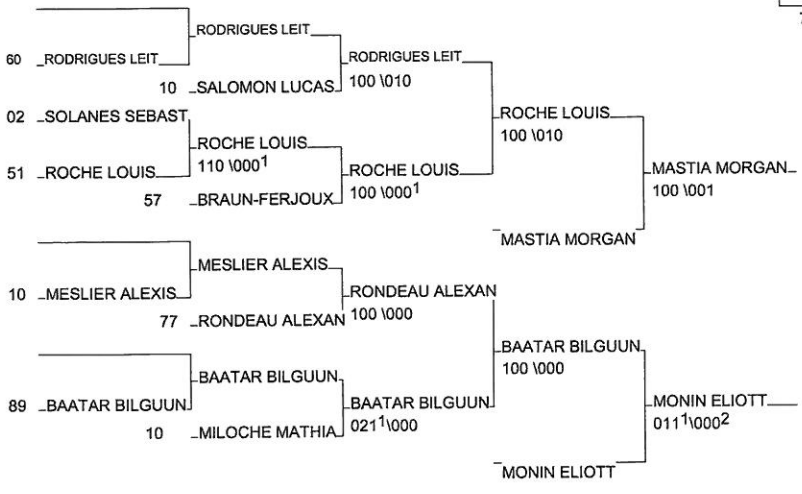 RODRIGUES LEIT
60 RODRIGUES LEIT
RODRIGUES LEIT
100 \010
10 SALOMON LUCAS
02 SOLANES SEBAST
ROCHE LOUIS
100 \010
ROCHE LOUIS
110 \000¹
51 ROCHE LOUIS
ROCHE LOUIS
100 \000¹
MASTIA MORGAN
100 \001
57 BRAUN-FERJOUX
MASTIA MORGAN
MESLIER ALEXIS
10 MESLIER ALEXIS
RONDEAU ALEXAN
100 \000
77 RONDEAU ALEXAN
BAATAR BILGUUN
100 \000
BAATAR BILGUUN
89 BAATAR BILGUUN
BAATAR BILGUUN
021¹\000
MONIN ELIOTT
011¹\000²
10 MILOCHE MATHIA
MONIN ELIOTT